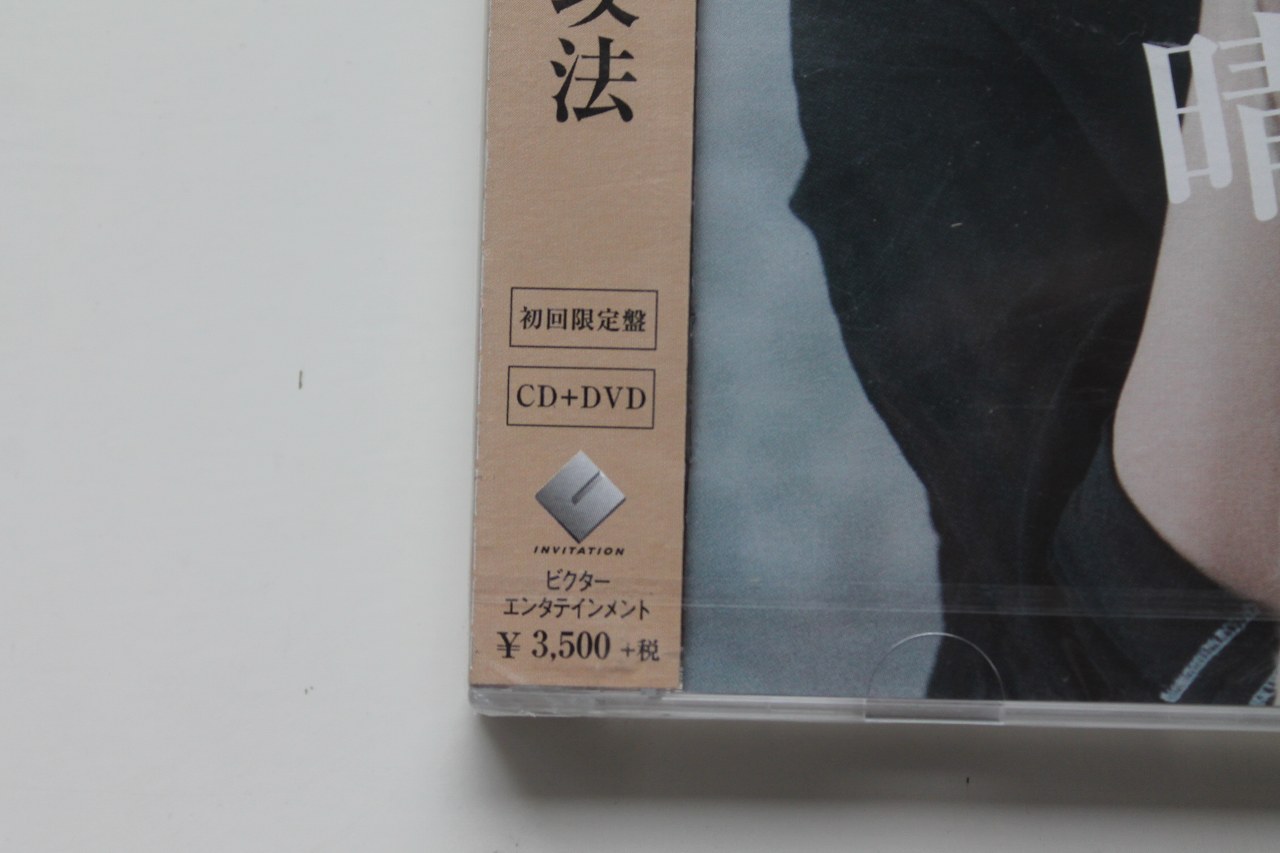 法
初回限定盤
CD+DVD
INVITATION
ビクター
エンタテインメント
¥ 3,500 +税